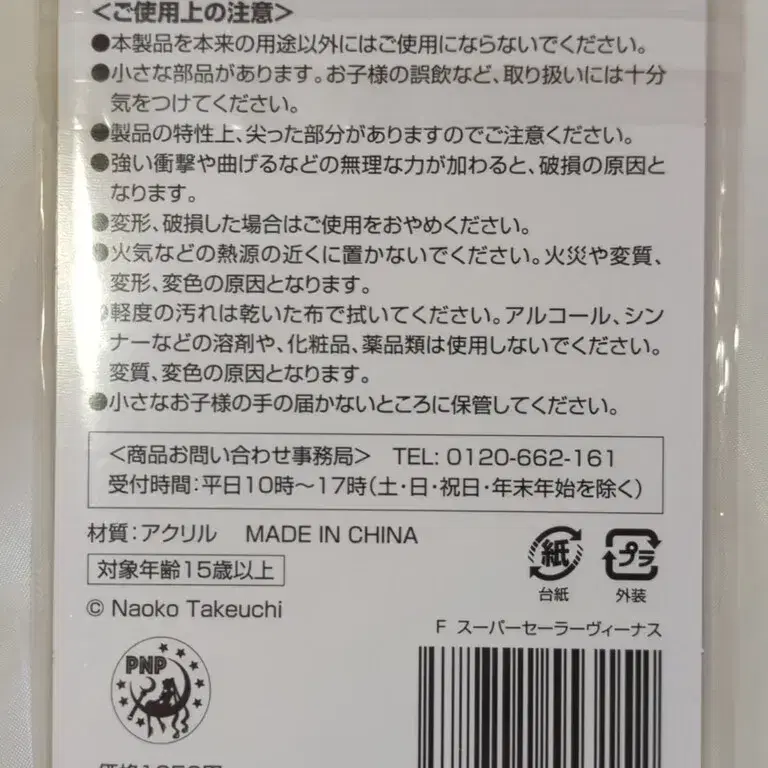 ＜ご使用上の注意＞
●本製品を本来の用途以外にはご使用にならないでください。
●小さな部品があります。お子様の誤飲など、取り扱いには十分
気をつけてください。
●製品の特性上、尖った部分がありますのでご注意ください。
●強い衝撃や曲げるなどの無理な力が加わると、破損の原因と
なります。
●変形、破損した場合はご使用をおやめください。
●火気などの熱源の近くに置かないでください。火災や変質、
変形、変色の原因となります。
●軽度の汚れは乾いた布で拭いてください。アルコール、シン
ナーなどの溶剤や、化粧品、薬品類は使用しないでください。
変質、変色の原因となります。
●小さなお子様の手の届かないところに保管してください。
＜商品お問い合わせ事務局＞ TEL: 0120-662-161
受付時間：平日10時～17時（土・日・祝日・年末年始を除く）
材質：アクリル MADE IN CHINA
対象年齢15歳以上
© Naoko Takeuchi
紙
台紙
プラ
外装
F スーパーセーラーヴィーナス
PNP